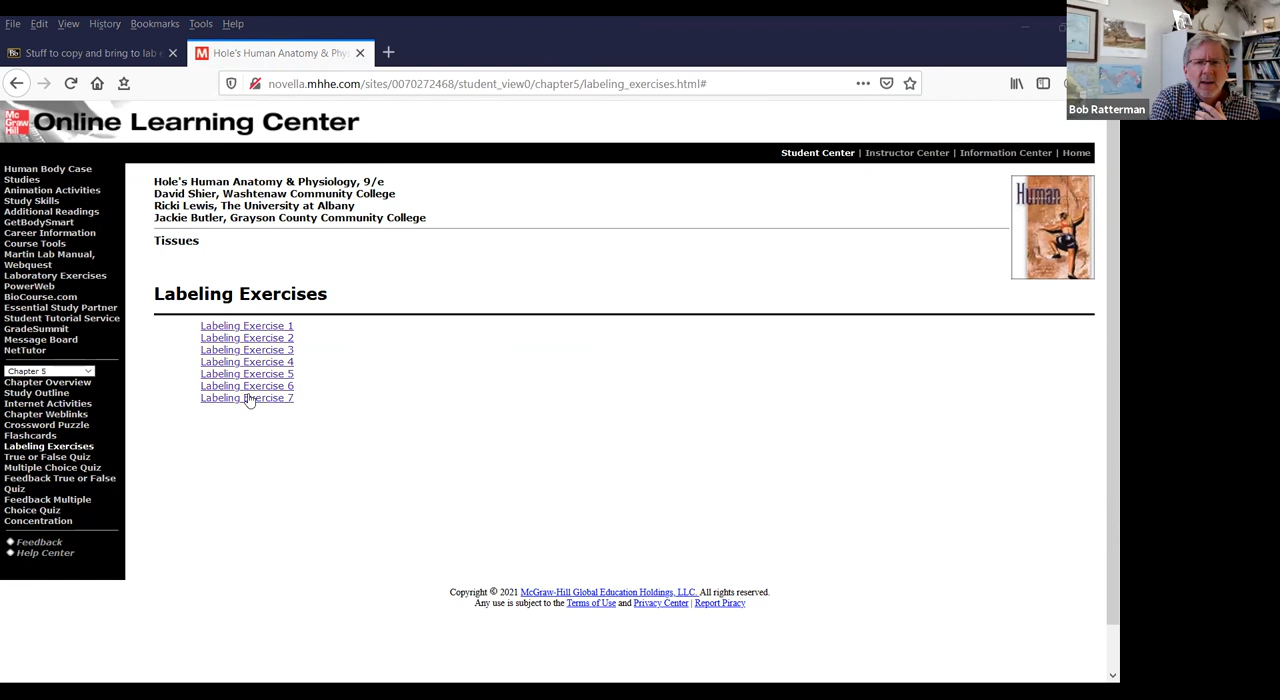 File Edit View History Bookmarks Tools Help
Stuff to copy and bring to lab
Hole's Human Anatomy & Phy
novella.mhhe.com/sites/0070272468/student_view0/chapter5/labeling_exercises.html#
Bob Ratterman
Mc Graw Hill Online Learning Center
Student Center | Instructor Center | Information Center | Home
Human Body Case
Studies
Animation Activities
Study Skills
Additional Readings
GetBodySmart
Career Information
Course Tools
Martin Lab Manual,
Webquest
Laboratory Exercises
PowerWeb
BioCourse.com
Essential Study Partner
Student Tutorial Service
GradeSummit
Message Board
NetTutor
Chapter 5
Chapter Overview
Study Outline
Internet Activities
Chapter Weblinks
Crossword Puzzle
Flashcards
Labeling Exercises
True or False Quiz
Multiple Choice Quiz
Feedback True or False
Quiz
Feedback Multiple
Choice Quiz
Concentration
Feedback
Help Center
Hole's Human Anatomy & Physiology, 9/e
David Shier, Washtenaw Community College
Ricki Lewis, The University at Albany
Jackie Butler, Grayson County Community College
Human
Tissues
Labeling Exercises
Labeling Exercise 1
Labeling Exercise 2
Labeling Exercise 3
Labeling Exercise 4
Labeling Exercise 5
Labeling Exercise 6
Labeling Exercise 7
Copyright © 2021 McGraw-Hill Global Education Holdings, LLC. All rights reserved.
Any use is subject to the Terms of Use and Privacy Center | Report Piracy